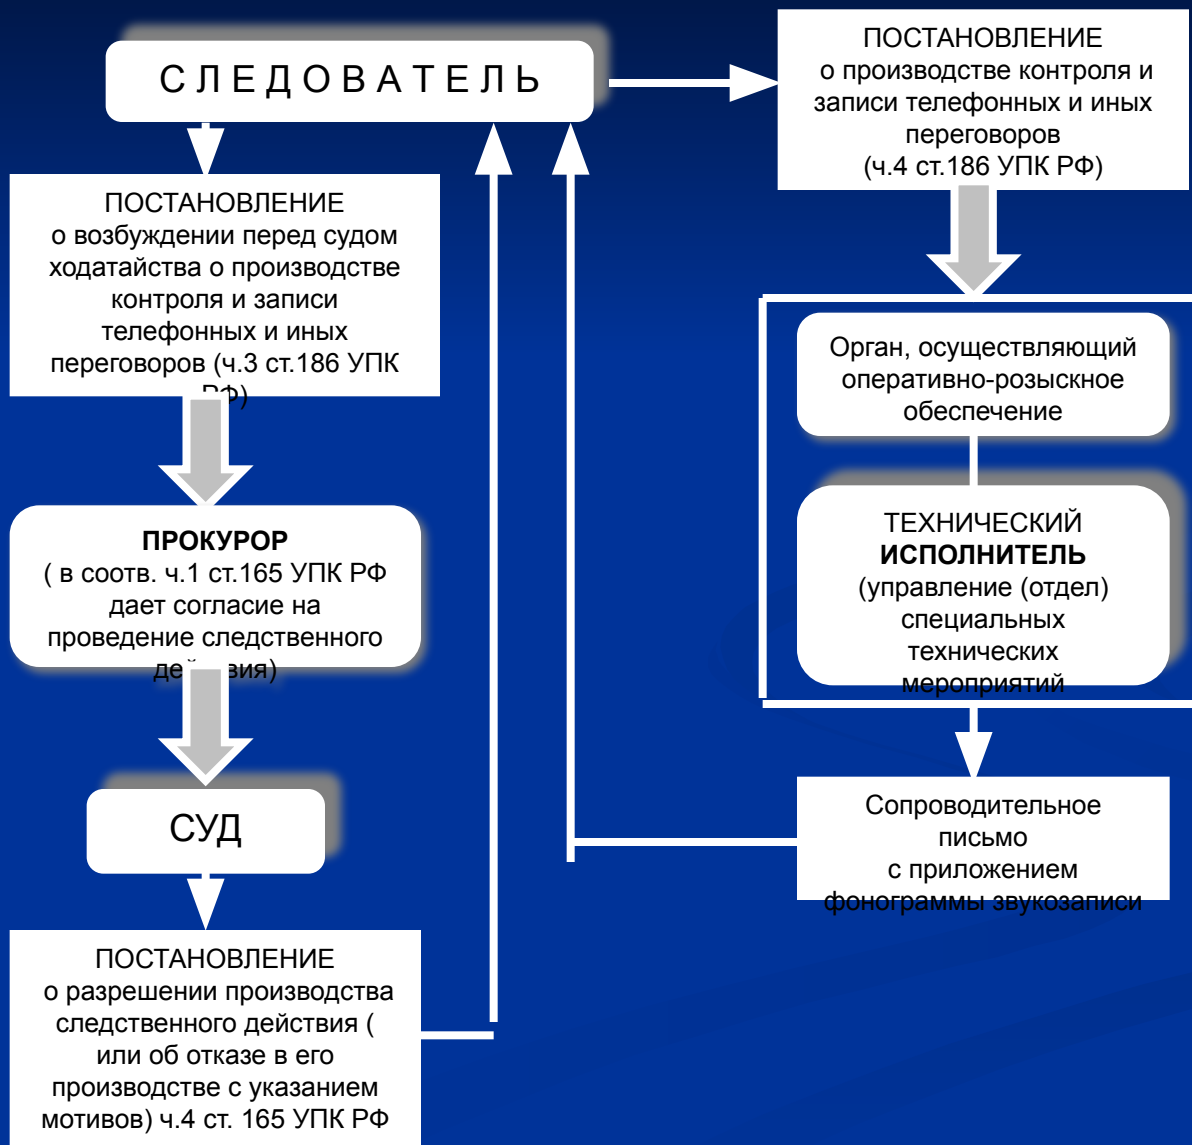 С Л Е Д О В А Т Е Л Ь
ПОСТАНОВЛЕНИЕ
о возбуждении перед судом
ходатайства о производстве
контроля и записи
телефонных и иных
переговоров (ч.3 ст.186 УПК
РФ)
ПРОКУРОР
( в соотв. ч.1 ст.165 УПК РФ
дает согласие на
проведение следственного
действия)
СУД
ПОСТАНОВЛЕНИЕ
о разрешении производства
следственного действия (
или об отказе в его
производстве с указанием
мотивов) ч.4 ст. 165 УПК РФ
ПОСТАНОВЛЕНИЕ
о производстве контроля и
записи телефонных и иных
переговоров
(ч.4 ст.186 УПК РФ)
Орган, осуществляющий
оперативно-розыскное
обеспечение
ТЕХНИЧЕСКИЙ
ИСПОЛНИТЕЛЬ
(управление (отдел)
специальных
технических
мероприятий
Сопроводительное
письмо
с приложением
фонограммы звукозаписи